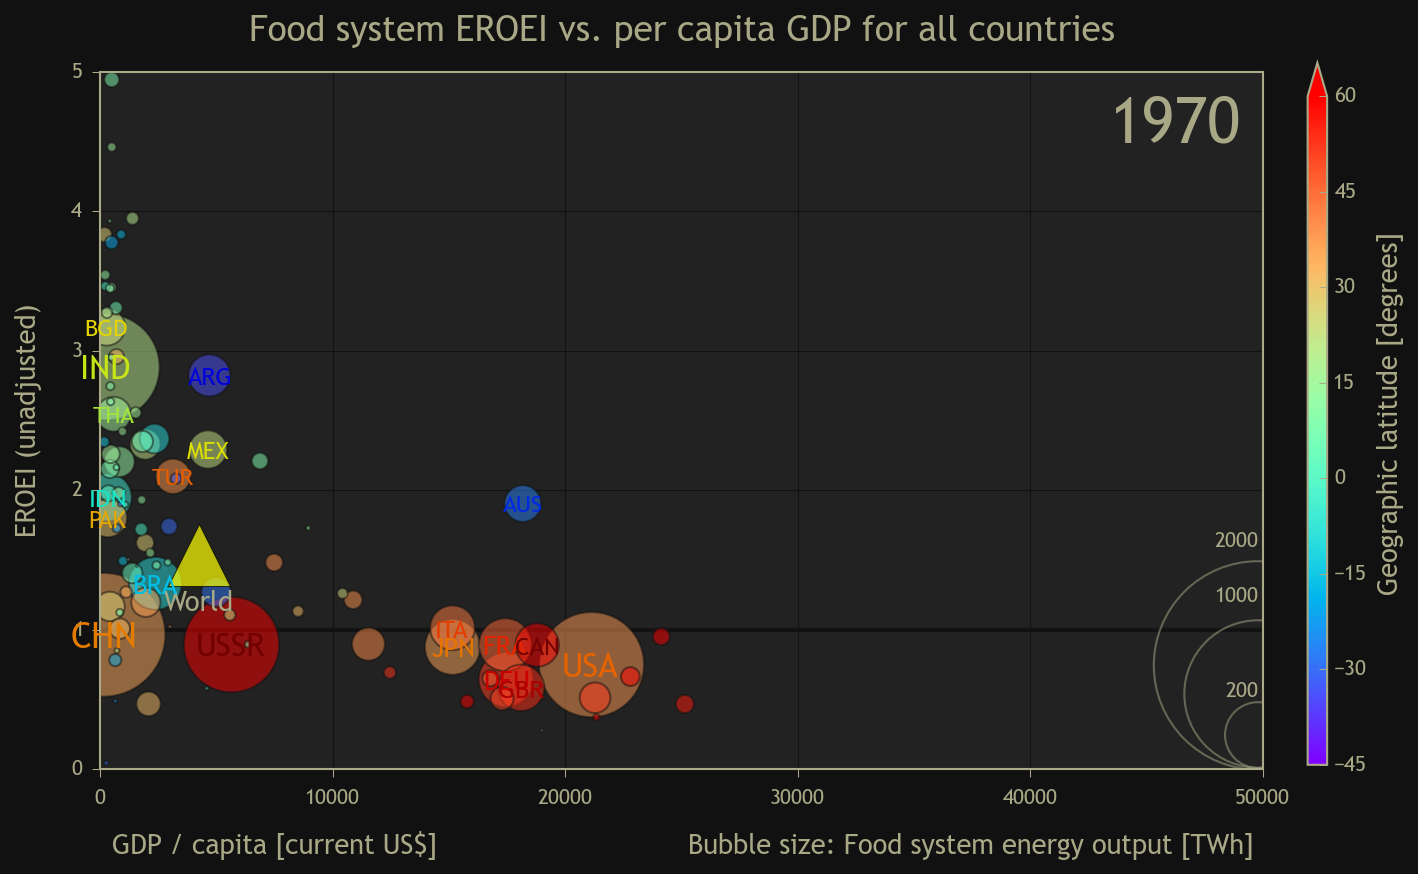 Food system EROEI vs. per capita GDP for all countries
1970
5
4
3
2
1
0
EROEI (unadjusted)
BGD
IND
THA
ARG
MEX
TUR
IDN
PAK
AUS
BRA
World
CHN
USSR
ITA
JPN
FRA
CAN
USA
DEU
GBR
2000
1000
200
0
10000
20000
30000
40000
50000
GDP / capita [current US$]
Bubble size: Food system energy output [TWh]
60
45
30
15
0
−15
−30
−45
Geographic latitude [degrees]